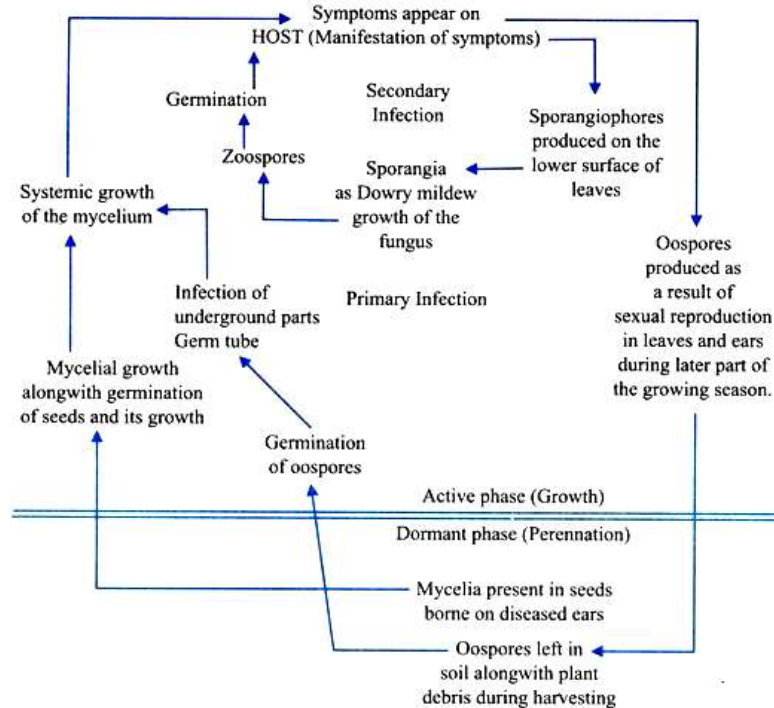 Symptoms appear on
HOST (Manifestation of symptoms)
Germination
Secondary
Infection
Sporangiophores
produced on the
lower surface of
leaves
Zoospores
Sporangia
as Dowry mildew
growth of the
fungus
Systemic growth
of the mycelium
Oospores
produced as
a result of
sexual reproduction
in leaves and ears
during later part of
the growing season.
Infection of
underground parts
Germ tube
Primary Infection
Mycelial growth
alongwith germination
of seeds and its growth
Germination
of oospores
Active phase (Growth)
Dormant phase (Perennation)
Mycelia present in seeds
borne on diseased ears
Oospores left in
soil alongwith plant
debris during harvesting